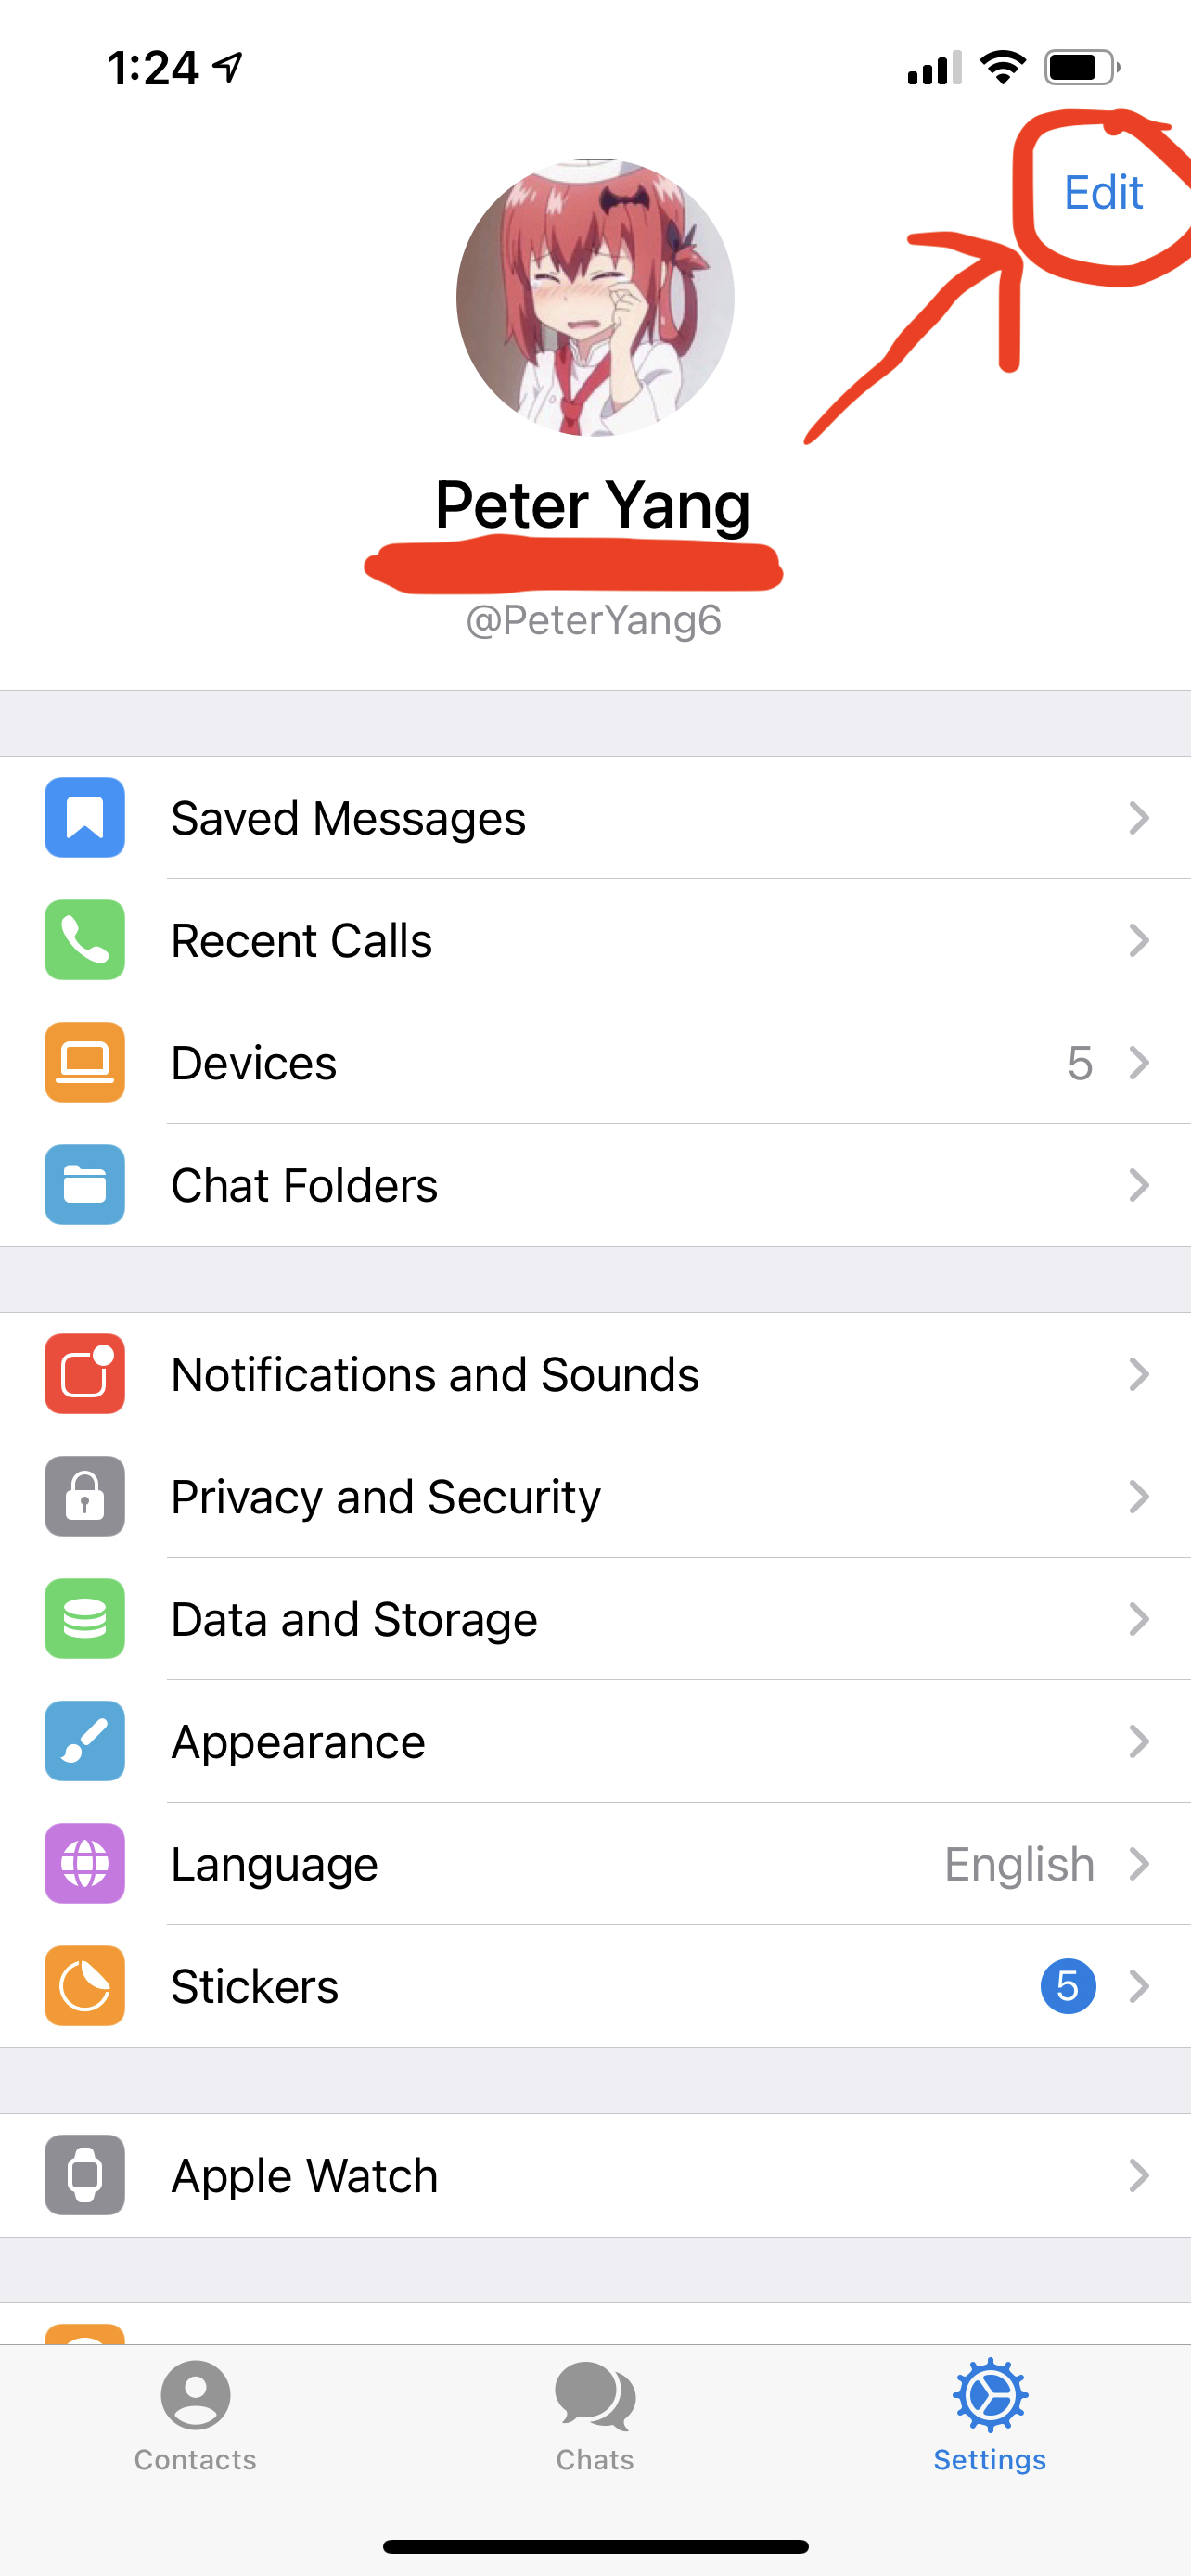 1:24
Edit
Peter Yang
@PeterYang6
Saved Messages
Recent Calls
Devices 5
Chat Folders
Notifications and Sounds
Privacy and Security
Data and Storage
Appearance
Language English
Stickers 5
Apple Watch
Contacts Chats Settings